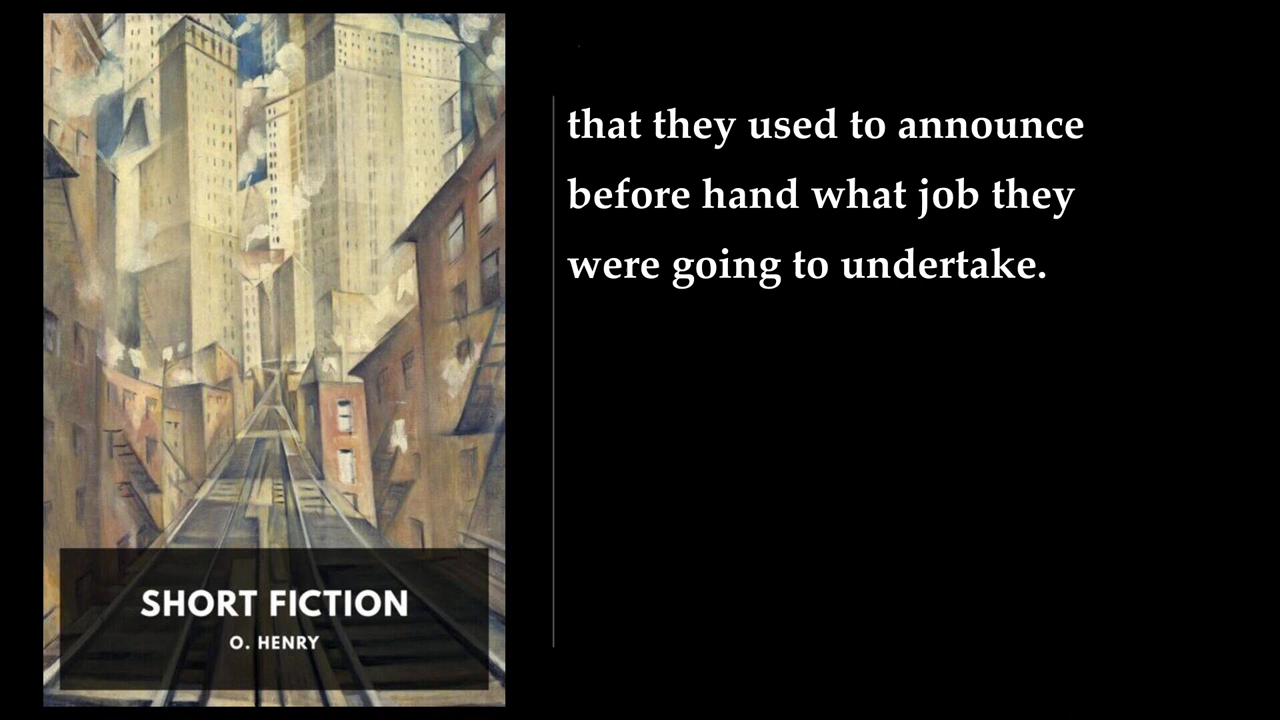 that they used to announce
before hand what job they
were going to undertake.
SHORT FICTION
O. HENRY